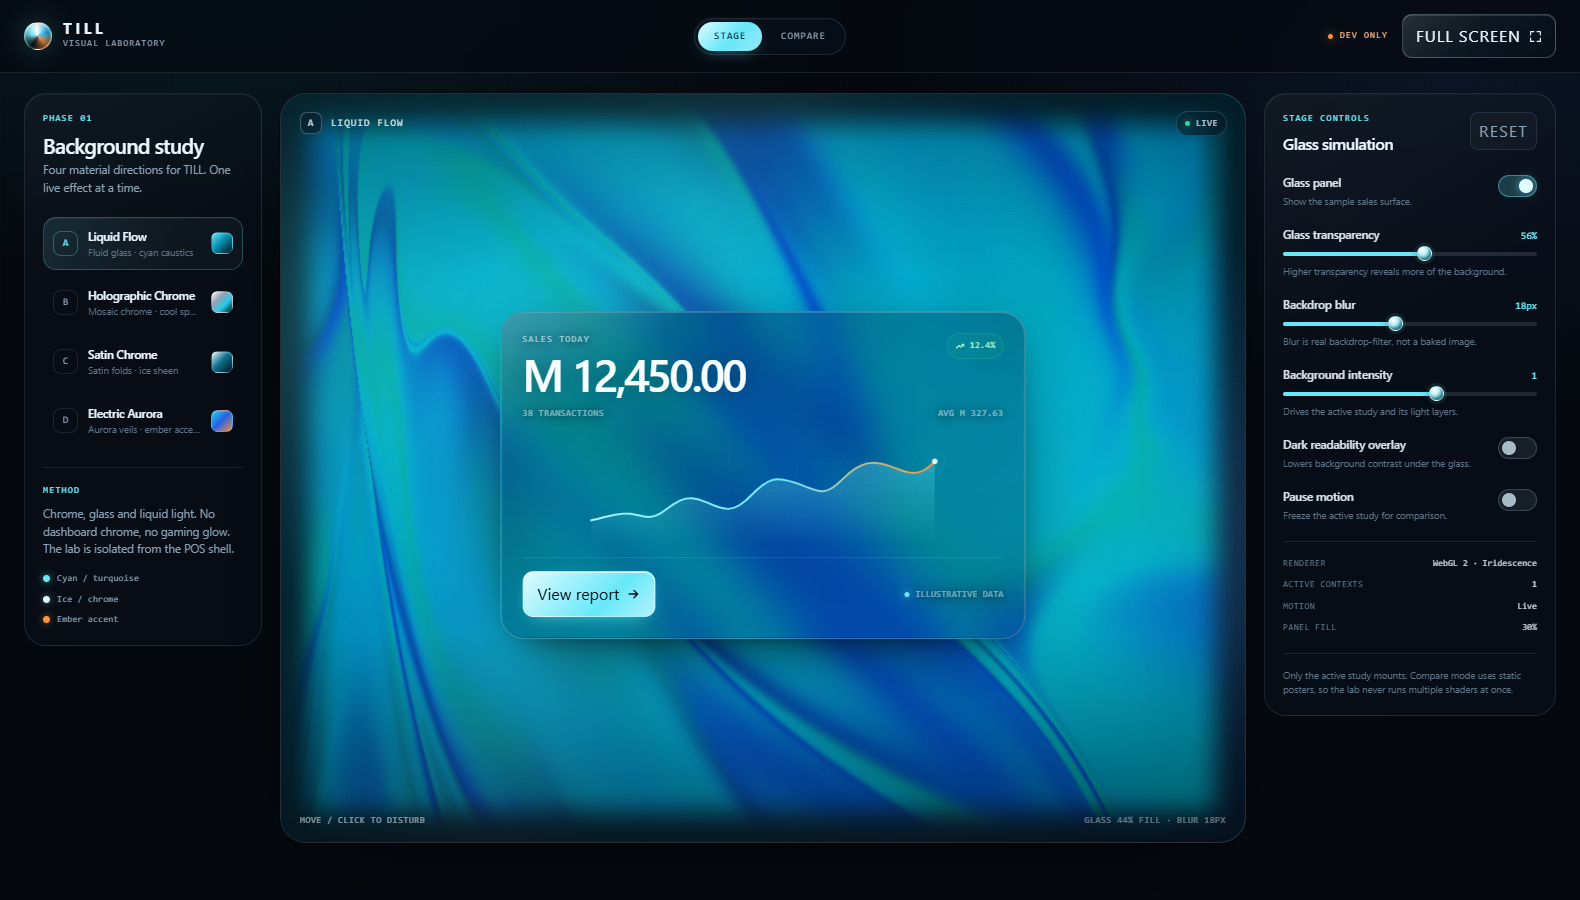 TILL
VISUAL LABORATORY
STAGE
COMPARE
DEV ONLY
FULL SCREEN
PHASE 01
Background study
Four material directions for TILL. One
live effect at a time.
A
Liquid Flow
Fluid glass · cyan caustics
B
Holographic Chrome
Mosaic chrome · cool sp...
C
Satin Chrome
Satin folds · ice sheen
D
Electric Aurora
Aurora veils · ember acce...
METHOD
Chrome, glass and liquid light. No
dashboard chrome, no gaming glow.
The lab is isolated from the POS shell.
Cyan / turquoise
Ice / chrome
Ember accent
A LIQUID FLOW
LIVE
SALES TODAY
12.4%
M 12,450.00
38 TRANSACTIONS
AVG M 327.63
View report →
ILLUSTRATIVE DATA
MOVE / CLICK TO DISTURB
GLASS 44% FILL · BLUR 18PX
STAGE CONTROLS
Glass simulation
RESET
Glass panel
Show the sample sales surface.
Glass transparency 56%
Higher transparency reveals more of the background.
Backdrop blur 18px
Blur is real backdrop-filter, not a baked image.
Background intensity 1
Drives the active study and its light layers.
Dark readability overlay
Lowers background contrast under the glass.
Pause motion
Freeze the active study for comparison.
RENDERER WebGL 2 · Iridescence
ACTIVE CONTEXTS 1
MOTION Live
PANEL FILL 30%
Only the active study mounts. Compare mode uses static
posters, so the lab never runs multiple shaders at once.